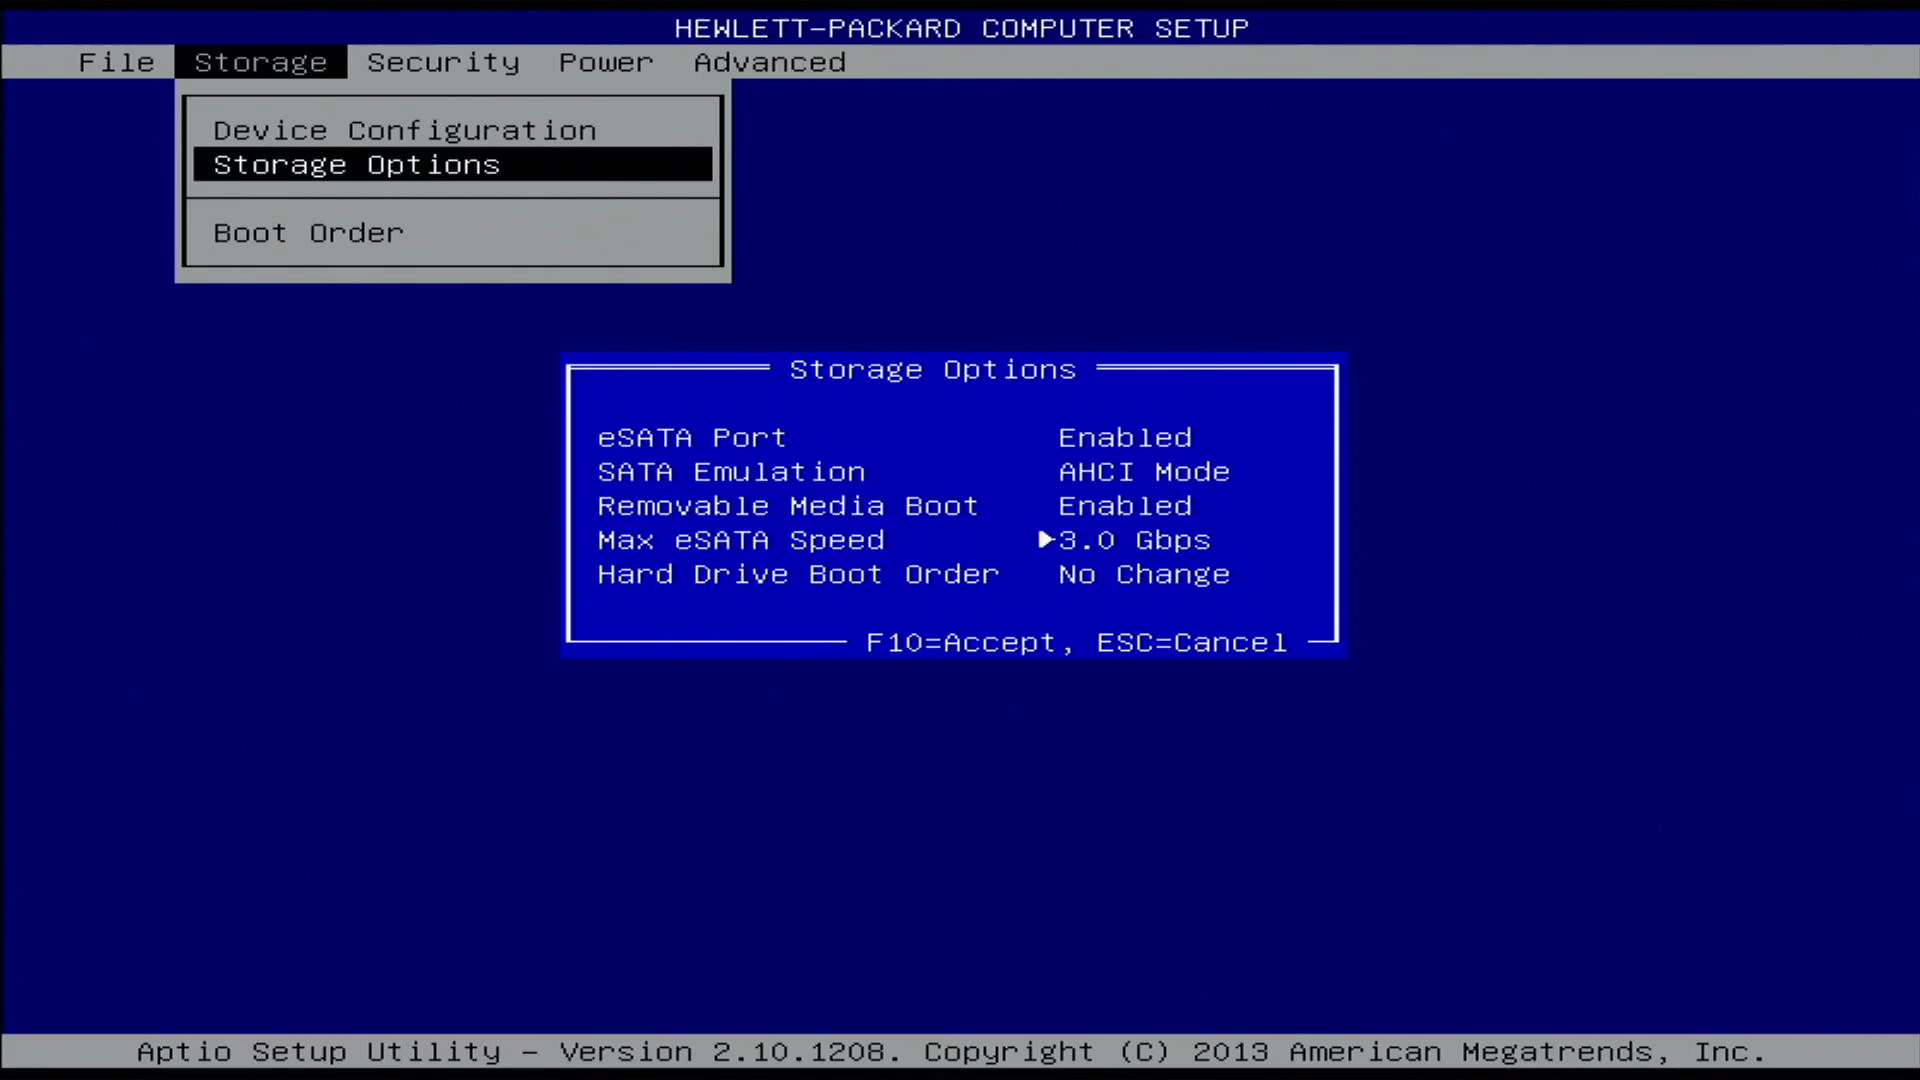 HEWLETT-PACKARD COMPUTER SETUP
File Storage Security Power Advanced
Device Configuration
Storage Options
Boot Order
Storage Options
eSATA Port Enabled
SATA Emulation AHCI Mode
Removable Media Boot Enabled
Max eSATA Speed ▶3.0 Gbps
Hard Drive Boot Order No Change
F10=Accept, ESC=Cancel
Aptio Setup Utility - Version 2.10.1208. Copyright (C) 2013 American Megatrends, Inc.